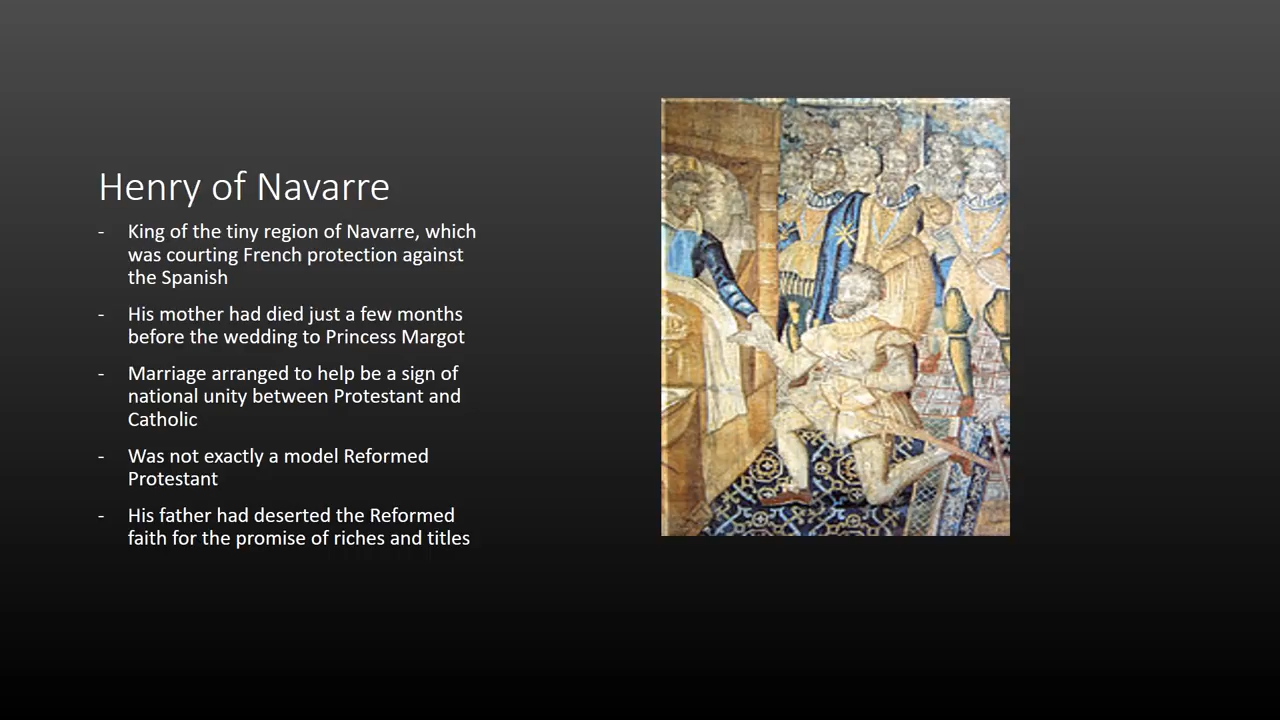 Henry of Navarre
- King of the tiny region of Navarre, which
was courting French protection against
the Spanish
- His mother had died just a few months
before the wedding to Princess Margot
- Marriage arranged to help be a sign of
national unity between Protestant and
Catholic
- Was not exactly a model Reformed
Protestant
- His father had deserted the Reformed
faith for the promise of riches and titles